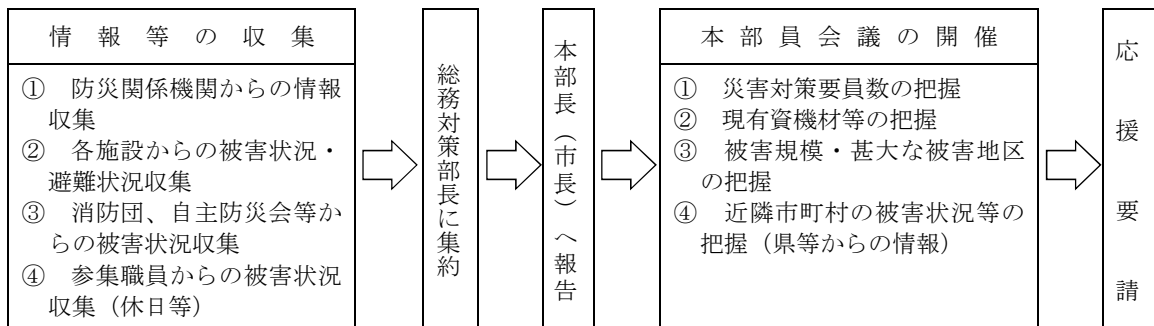 情報等の収集
① 防災関係機関からの情報
収集
② 各施設からの被害状況・
避難状況収集
③ 消防団、自主防災会等か
らの被害状況収集
④ 参集職員からの被害状況
収集（休日等）
総務対策部長に集約
本部長（市長）へ報告
本部員会議の開催
① 災害対策要員数の把握
② 現有資機材等の把握
③ 被害規模・甚大な被害地区
の把握
④ 近隣市町村の被害状況等の
把握（県等からの情報）
応援要請